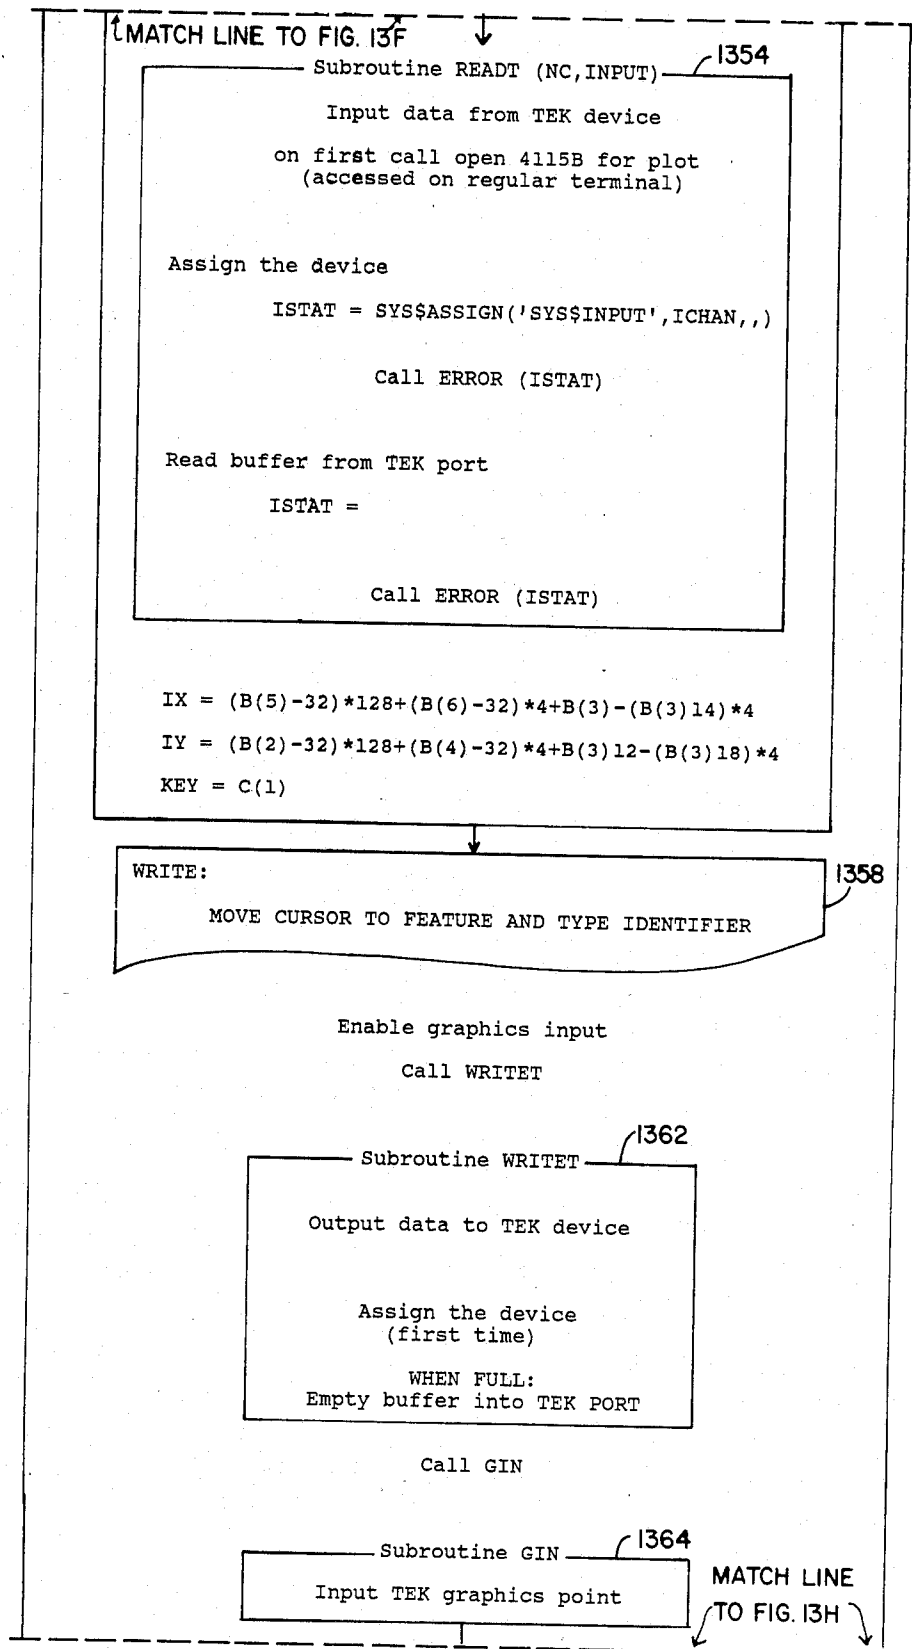 MATCH LINE TO FIG. 13F
1354
Subroutine READT (NC,INPUT)
Input data from TEK device
on first call open 4115B for plot
(accessed on regular terminal)
Assign the device
ISTAT = SYS$ASSIGN('SYS$INPUT',ICHAN,,)
Call ERROR (ISTAT)
Read buffer from TEK port
ISTAT =
Call ERROR (ISTAT)
IX = (B(5)-32)*128+(B(6)-32)*4+B(3)-(B(3)14)*4
IY = (B(2)-32)*128+(B(4)-32)*4+B(3)12-(B(3)18)*4
KEY = C(1)
WRITE:
1358
MOVE CURSOR TO FEATURE AND TYPE IDENTIFIER
Enable graphics input
Call WRITET
1362
Subroutine WRITET
Output data to TEK device
Assign the device
(first time)
WHEN FULL:
Empty buffer into TEK PORT
Call GIN
1364
Subroutine GIN
Input TEK graphics point
MATCH LINE
TO FIG. 13H